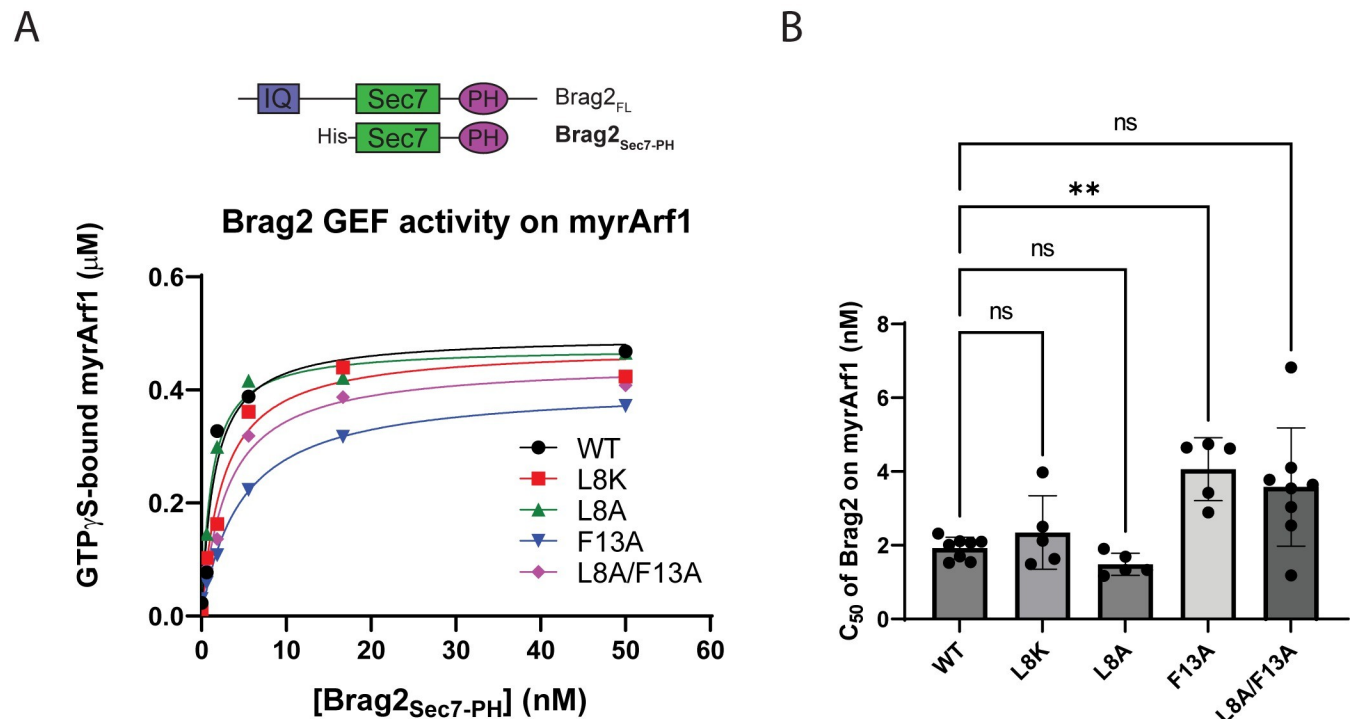 A
IQ Sec7 PH Brag2FL
His Sec7 PH Brag2Sec7-PH
Brag2 GEF activity on myrArf1
GTPγS-bound myrArf1 (μM)
0.6
0.4
0.2
0.0
0 10 20 30 40 50 60
[Brag2Sec7-PH] (nM)
WT
L8K
L8A
F13A
L8A/F13A
B
ns
**
ns
ns
C50 of Brag2 on myrArf1 (nM)
8
6
4
2
0
WT L8K L8A F13A L8A/F13A